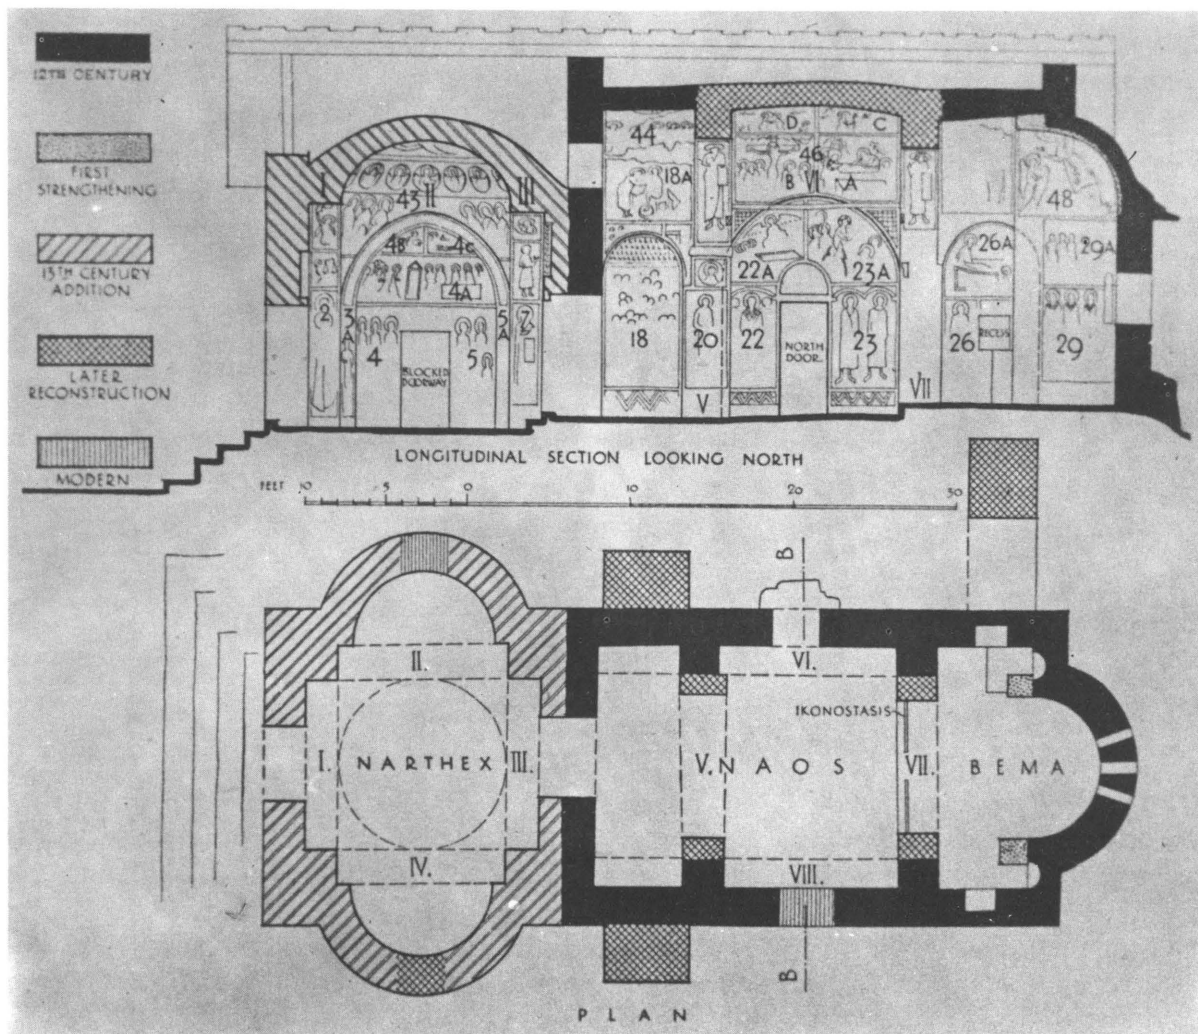 12TH CENTURY
FIRST
STRENGTHENING
13TH CENTURY
ADDITION
LATER
RECONSTRUCTION
MODERN
I
II
III
43
4B
4C
4A
2
3A
4
5
5A
7
BLOCKED
DOORWAY
44
18A
18
20
V
D
C
46
B
VI
A
22A
23A
22
23
NORTH
DOOR
VII
26A
26
RECESS
48
29A
29
LONGITUDINAL SECTION LOOKING NORTH
FEET 10 5 0 10 20 30
B
II.
VI.
IKONOSTASIS
I.
NARTHEX
III.
V.
NAOS
VII.
BEMA
IV.
VIII.
B
PLAN